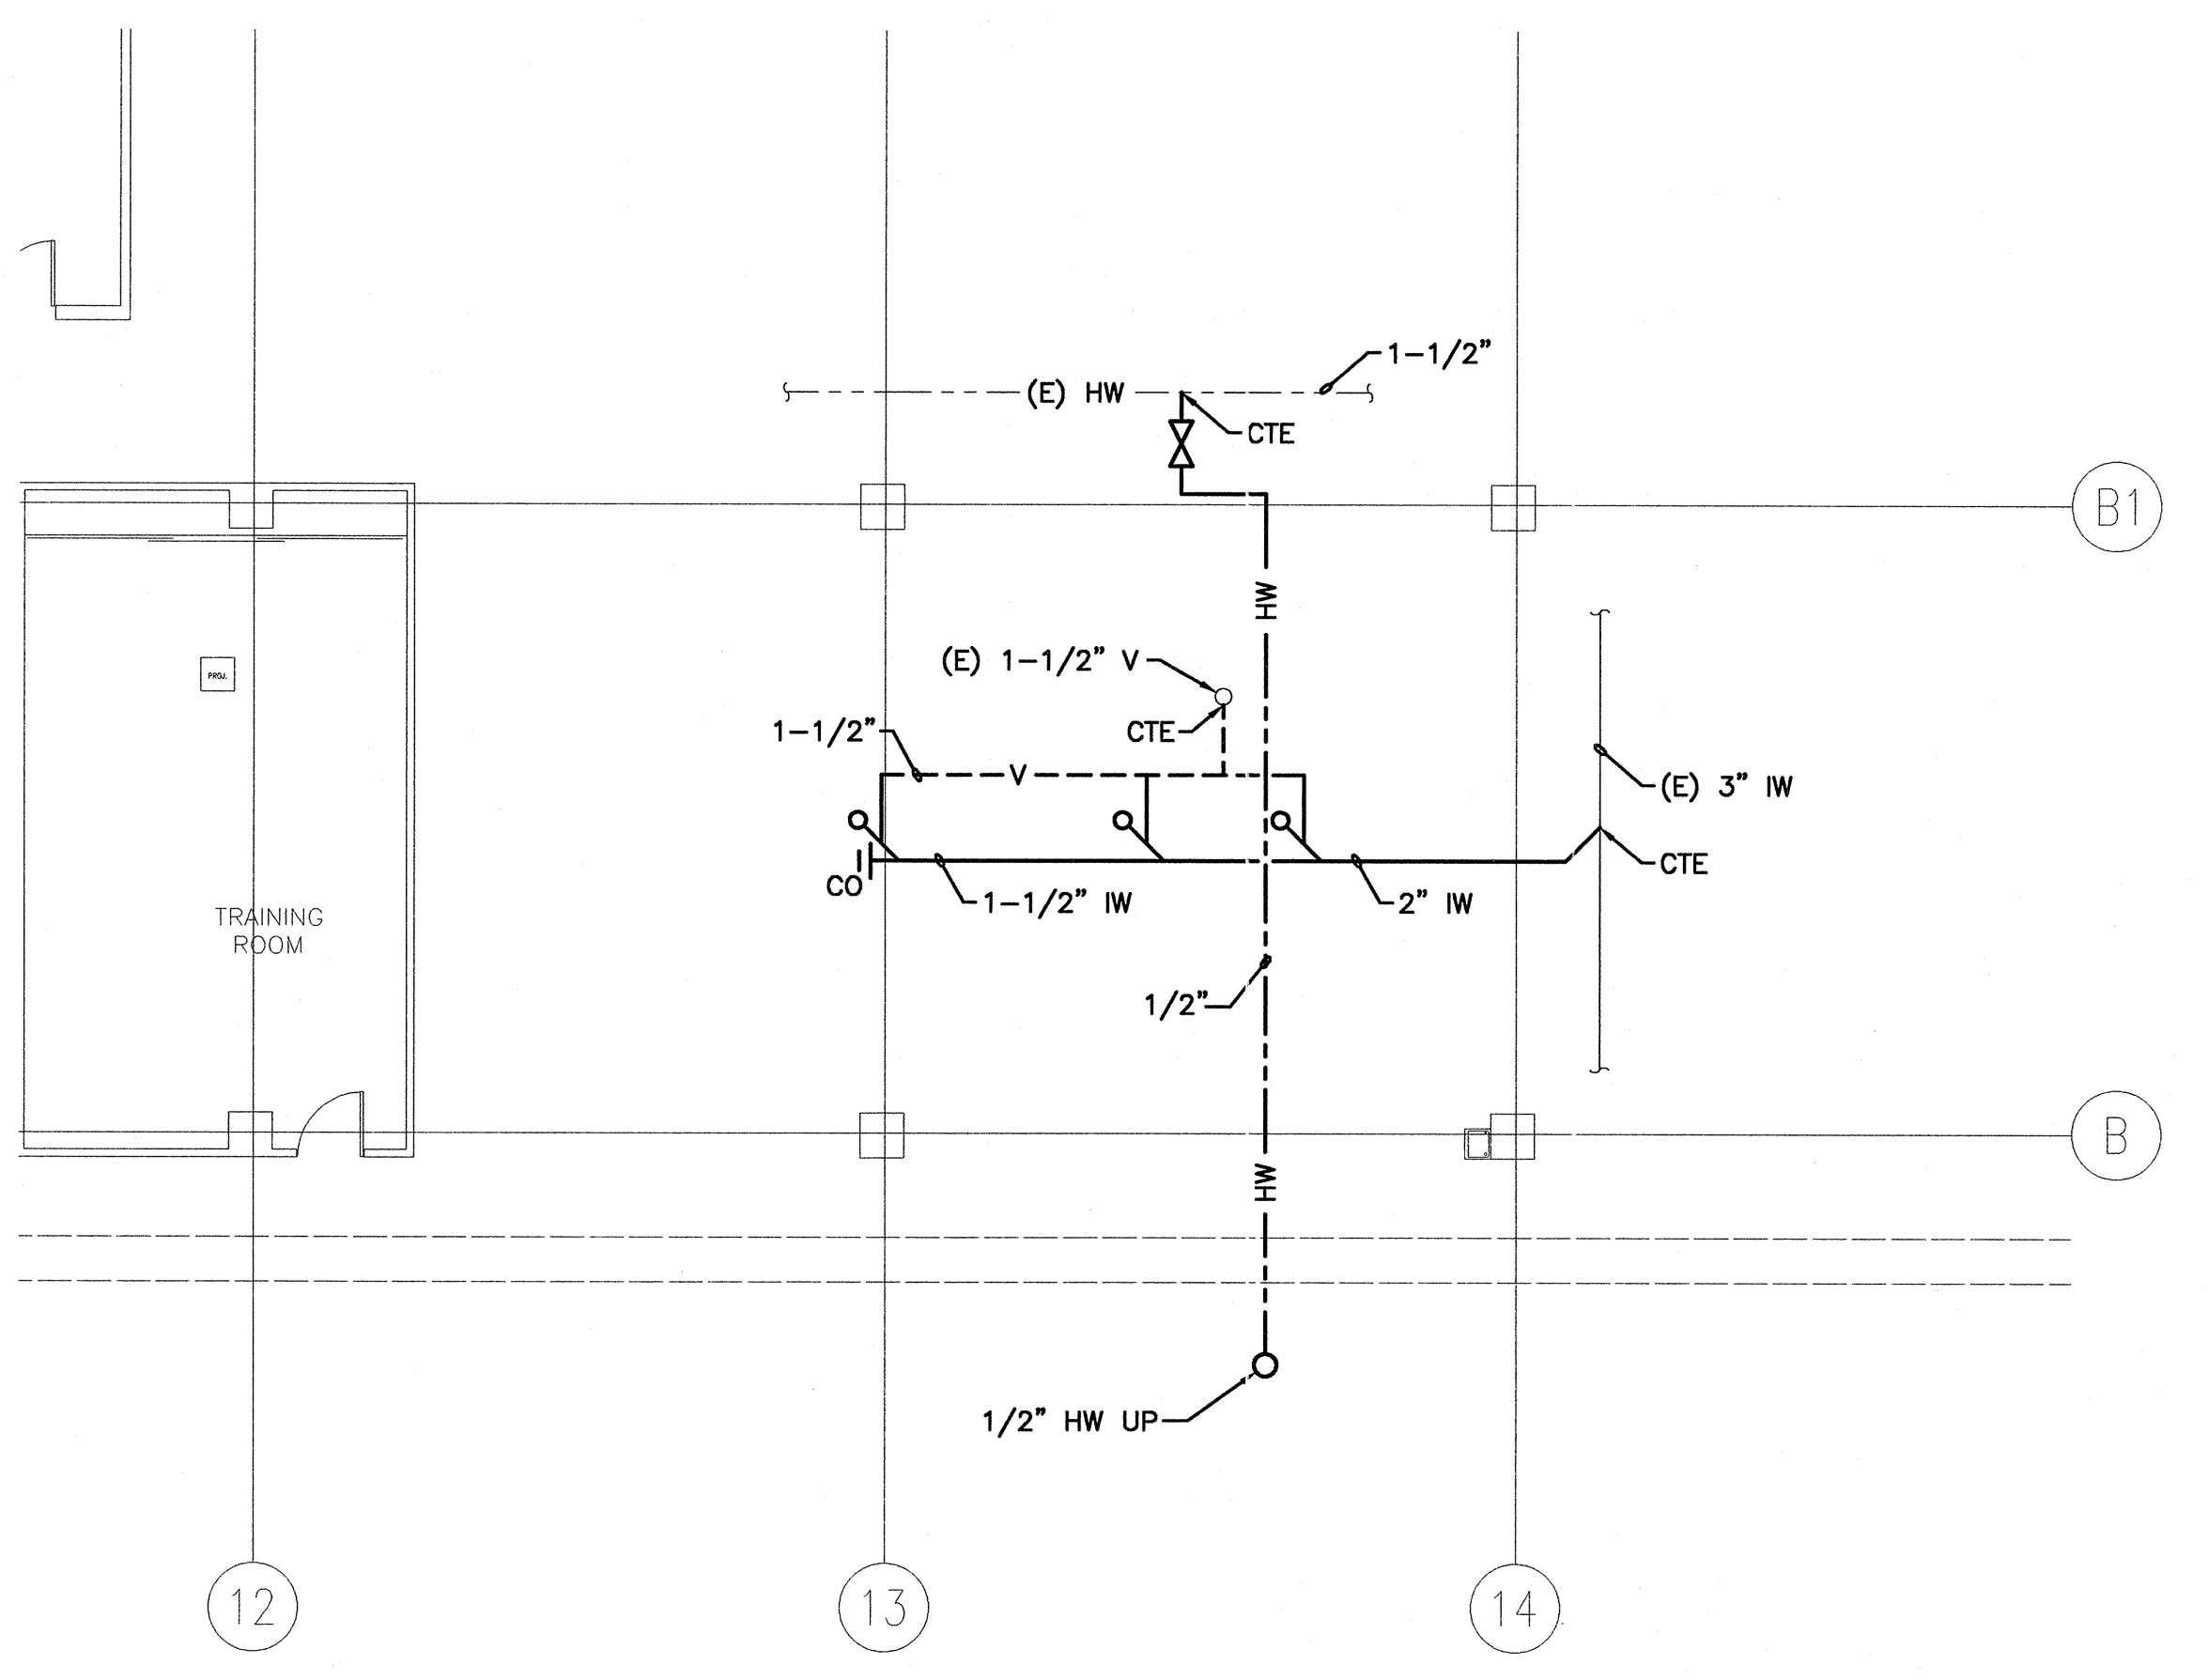 1-1/2"
(E) HW
CTE
B1
HW
(E) 1-1/2" V
PROJ.
1-1/2"
CTE
V
(E) 3" IW
CTE
CO
1-1/2" IW
2" IW
TRAINING
ROOM
1/2"
B
HW
1/2" HW UP
12
13
14